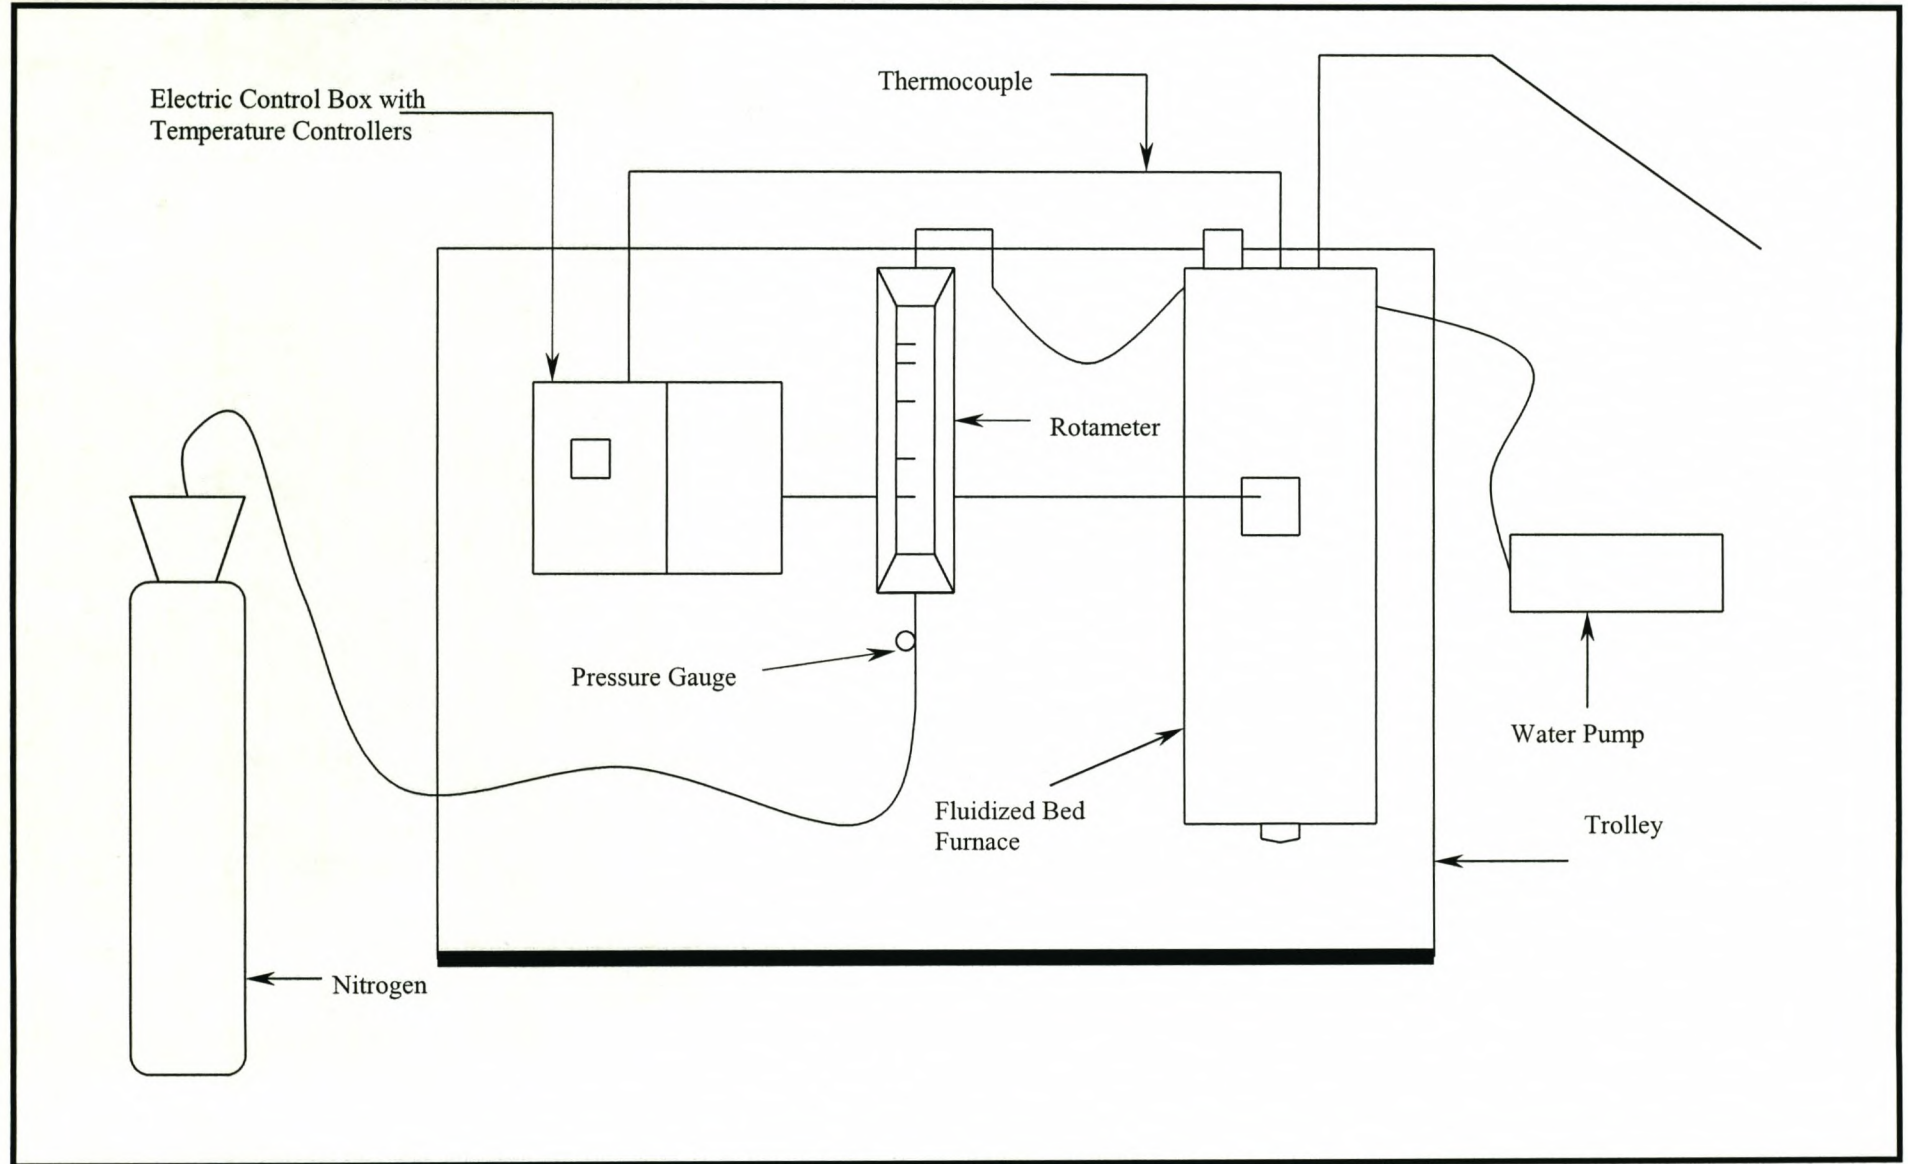 Electric Control Box with
Temperature Controllers
Thermocouple
Rotameter
Pressure Gauge
Water Pump
Fluidized Bed
Furnace
Trolley
Nitrogen